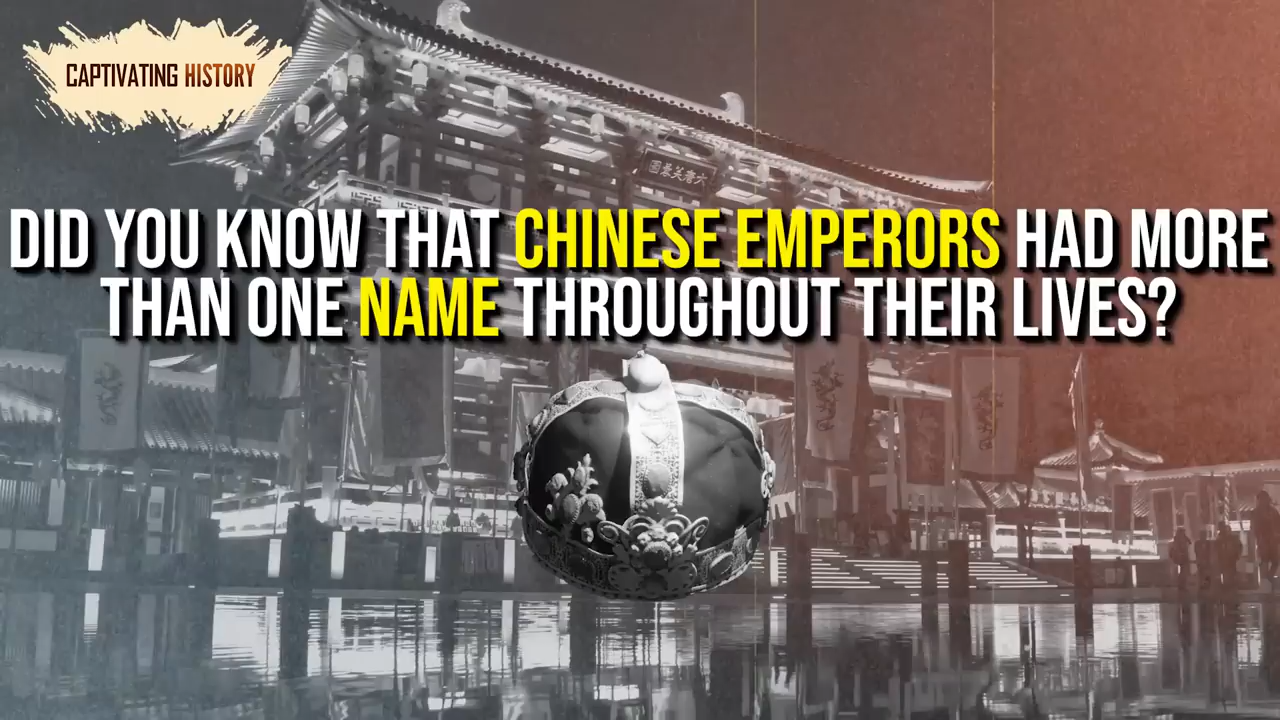 CAPTIVATING HISTORY
DID YOU KNOW THAT CHINESE EMPERORS HAD MORE
THAN ONE NAME THROUGHOUT THEIR LIVES?